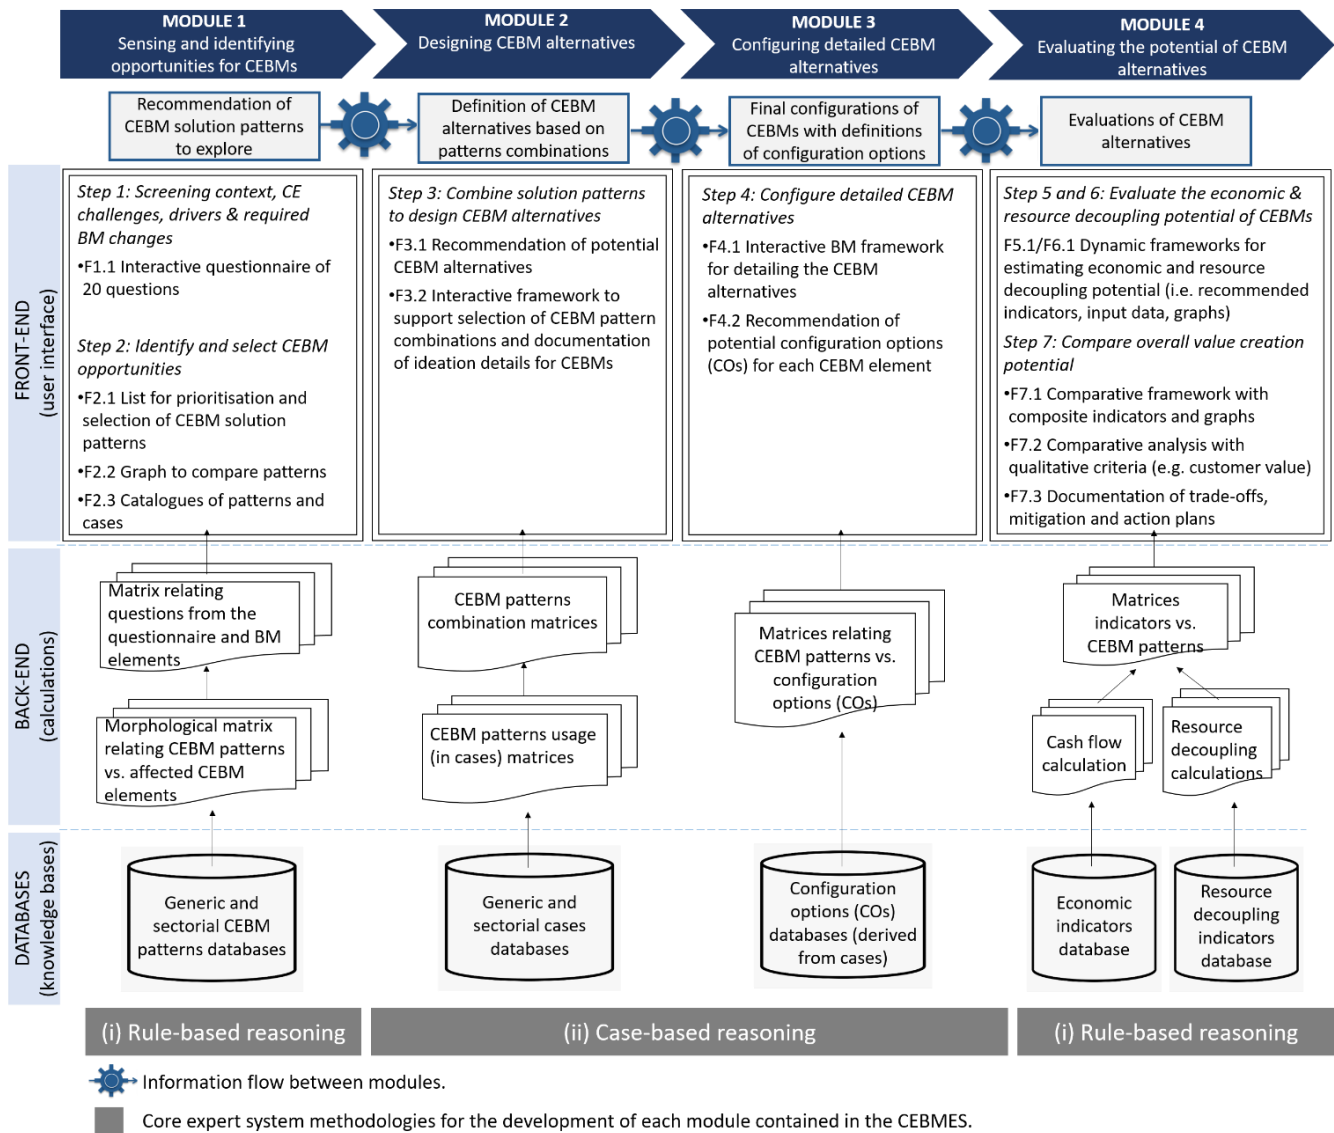 MODULE 1
Sensing and identifying
opportunities for CEBMs
MODULE 2
Designing CEBM alternatives
MODULE 3
Configuring detailed CEBM
alternatives
MODULE 4
Evaluating the potential of CEBM
alternatives
Recommendation of
CEBM solution patterns
to explore
Definition of CEBM
alternatives based on
patterns combinations
Final configurations of
CEBMs with definitions
of configuration options
Evaluations of CEBM
alternatives
FRONT-END
(user interface)
Step 1: Screening context, CE
challenges, drivers & required
BM changes
•F1.1 Interactive questionnaire of
20 questions
Step 2: Identify and select CEBM
opportunities
•F2.1 List for prioritisation and
selection of CEBM solution
patterns
•F2.2 Graph to compare patterns
•F2.3 Catalogues of patterns and
cases
Step 3: Combine solution patterns
to design CEBM alternatives
•F3.1 Recommendation of potential
CEBM alternatives
•F3.2 Interactive framework to
support selection of CEBM pattern
combinations and documentation
of ideation details for CEBMs
Step 4: Configure detailed CEBM
alternatives
•F4.1 Interactive BM framework
for detailing the CEBM
alternatives
•F4.2 Recommendation of
potential configuration options
(COs) for each CEBM element
Step 5 and 6: Evaluate the economic &
resource decoupling potential of CEBMs
F5.1/F6.1 Dynamic frameworks for
estimating economic and resource
decoupling potential (i.e. recommended
indicators, input data, graphs)
Step 7: Compare overall value creation
potential
•F7.1 Comparative framework with
composite indicators and graphs
•F7.2 Comparative analysis with
qualitative criteria (e.g. customer value)
•F7.3 Documentation of trade-offs,
mitigation and action plans
BACK-END
(calculations)
Matrix relating
questions from the
questionnaire and BM
elements
Morphological matrix
relating CEBM patterns
vs. affected CEBM
elements
CEBM patterns
combination matrices
CEBM patterns usage
(in cases) matrices
Matrices relating
CEBM patterns vs.
configuration
options (COs)
Matrices
indicators vs.
CEBM patterns
Cash flow
calculation
Resource
decoupling
calculations
DATABASES
(knowledge bases)
Generic and
sectorial CEBM
patterns databases
Generic and
sectorial cases
databases
Configuration
options (COs)
databases (derived
from cases)
Economic
indicators
database
Resource
decoupling
indicators
database
(i) Rule-based reasoning
(ii) Case-based reasoning
(i) Rule-based reasoning
Information flow between modules.
Core expert system methodologies for the development of each module contained in the CEBMES.